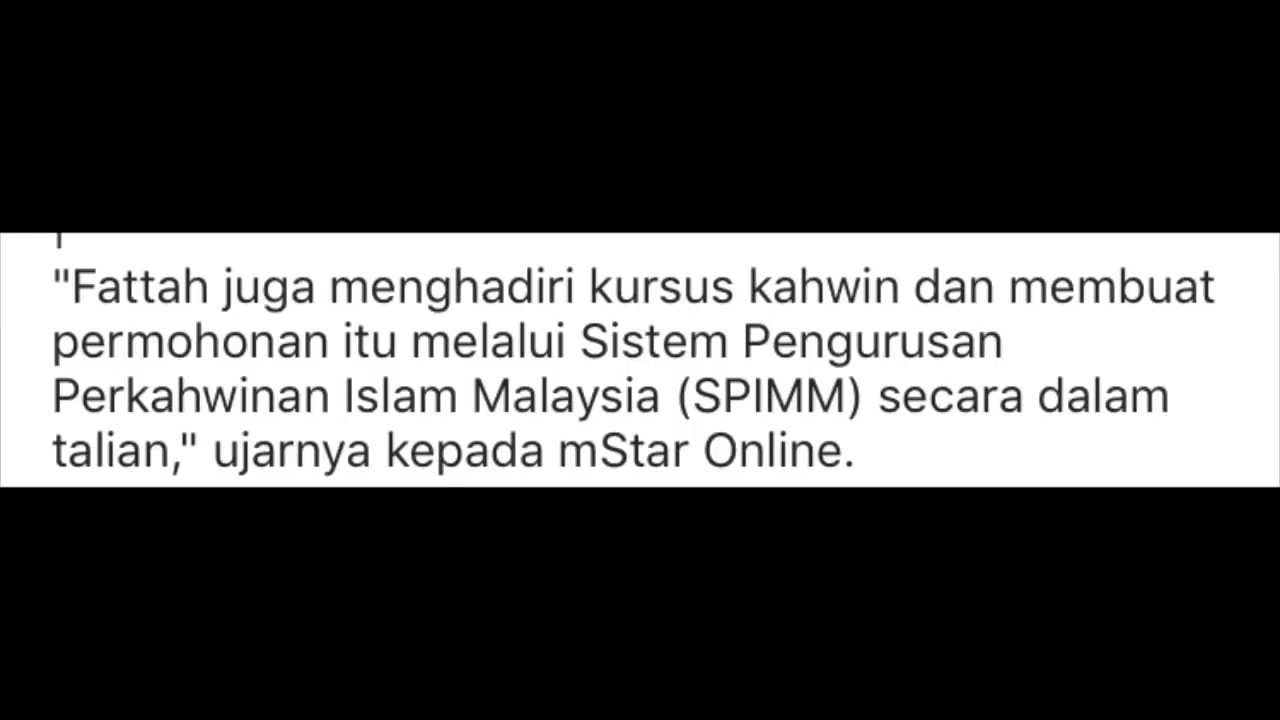 "Fattah juga menghadiri kursus kahwin dan membuat
permohonan itu melalui Sistem Pengurusan
Perkahwinan Islam Malaysia (SPIMM) secara dalam
talian," ujarnya kepada mStar Online.